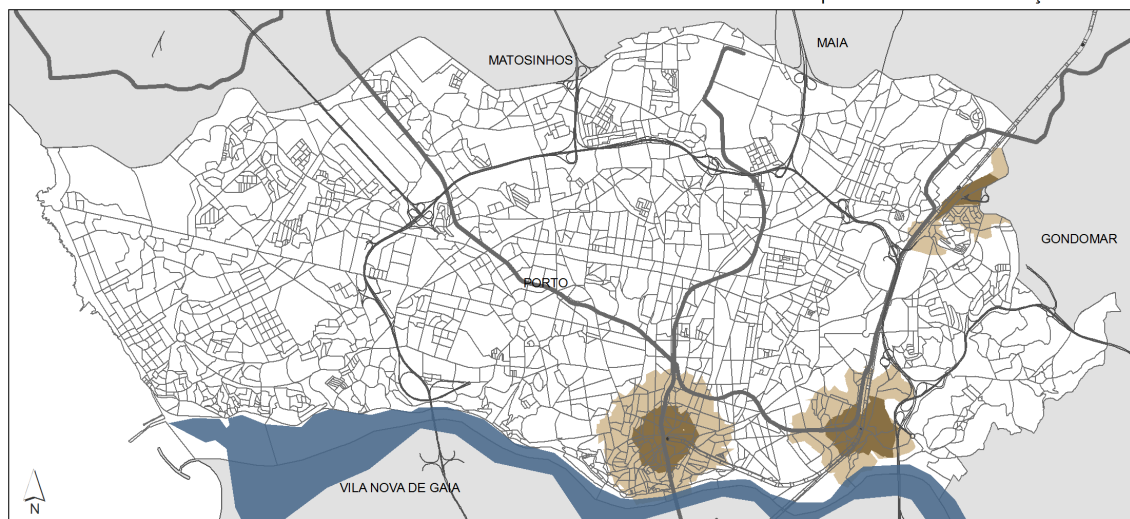 MAIA
MATOSINHOS
GONDOMAR
PORTO
VILA NOVA DE GAIA
N